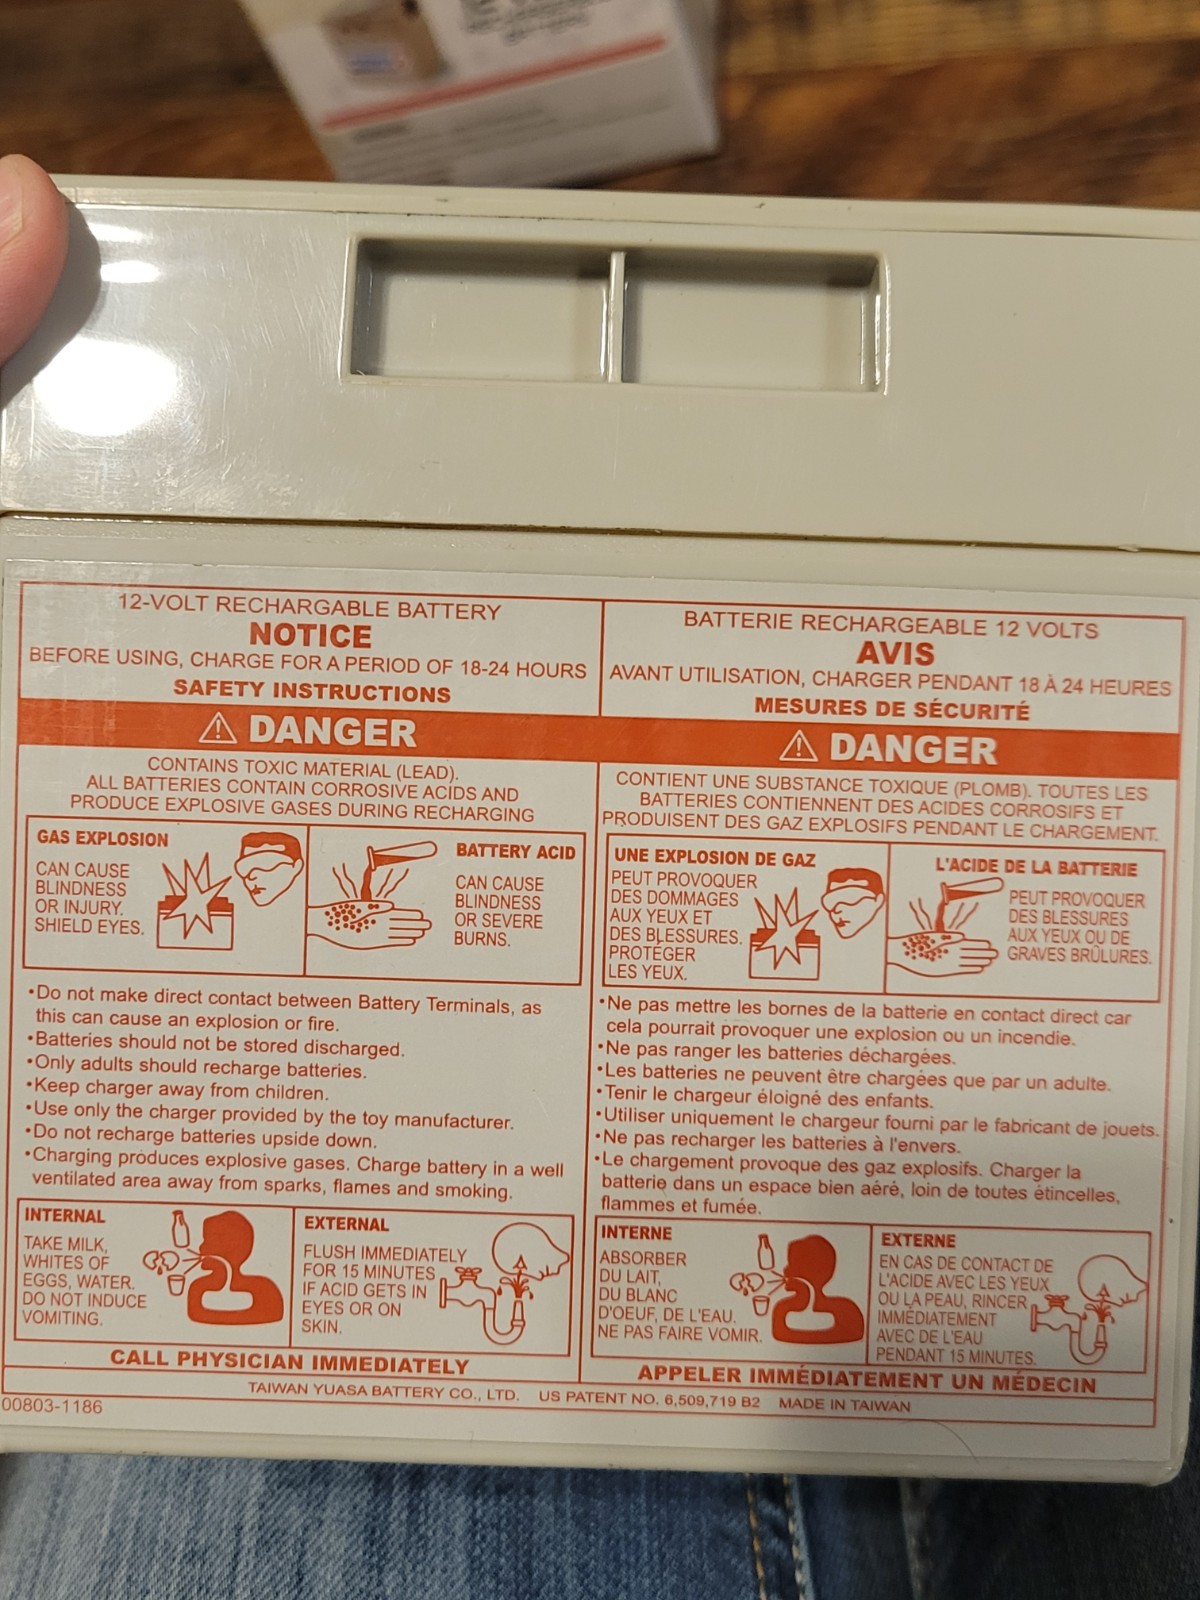 12-VOLT RECHARGABLE BATTERY
NOTICE
BEFORE USING, CHARGE FOR A PERIOD OF 18-24 HOURS
SAFETY INSTRUCTIONS
DANGER
CONTAINS TOXIC MATERIAL (LEAD).
ALL BATTERIES CONTAIN CORROSIVE ACIDS AND
PRODUCE EXPLOSIVE GASES DURING RECHARGING
GAS EXPLOSION
CAN CAUSE
BLINDNESS
OR INJURY.
SHIELD EYES.
BATTERY ACID
CAN CAUSE
BLINDNESS
OR SEVERE
BURNS.
•Do not make direct contact between Battery Terminals, as
this can cause an explosion or fire.
•Batteries should not be stored discharged.
•Only adults should recharge batteries.
•Keep charger away from children.
•Use only the charger provided by the toy manufacturer.
•Do not recharge batteries upside down.
•Charging produces explosive gases. Charge battery in a well
ventilated area away from sparks, flames and smoking.
INTERNAL
TAKE MILK,
WHITES OF
EGGS, WATER.
DO NOT INDUCE
VOMITING.
EXTERNAL
FLUSH IMMEDIATELY
FOR 15 MINUTES
IF ACID GETS IN
EYES OR ON
SKIN.
CALL PHYSICIAN IMMEDIATELY
BATTERIE RECHARGEABLE 12 VOLTS
AVIS
AVANT UTILISATION, CHARGER PENDANT 18 À 24 HEURES
MESURES DE SÉCURITÉ
DANGER
CONTIENT UNE SUBSTANCE TOXIQUE (PLOMB). TOUTES LES
BATTERIES CONTIENNENT DES ACIDES CORROSIFS ET
PRODUISENT DES GAZ EXPLOSIFS PENDANT LE CHARGEMENT.
UNE EXPLOSION DE GAZ
PEUT PROVOQUER
DES DOMMAGES
AUX YEUX ET
DES BLESSURES.
PROTÉGER
LES YEUX.
L'ACIDE DE LA BATTERIE
PEUT PROVOQUER
DES BLESSURES
AUX YEUX OU DE
GRAVES BRÛLURES.
•Ne pas mettre les bornes de la batterie en contact direct car
cela pourrait provoquer une explosion ou un incendie.
•Ne pas ranger les batteries déchargées.
•Les batteries ne peuvent être chargées que par un adulte.
•Tenir le chargeur éloigné des enfants.
•Utiliser uniquement le chargeur fourni par le fabricant de jouets.
•Ne pas recharger les batteries à l'envers.
•Le chargement provoque des gaz explosifs. Charger la
batterie dans un espace bien aéré, loin de toutes étincelles,
flammes et fumée.
INTERNE
ABSORBER
DU LAIT,
DU BLANC
D'OEUF, DE L'EAU.
NE PAS FAIRE VOMIR.
EXTERNE
EN CAS DE CONTACT DE
L'ACIDE AVEC LES YEUX
OU LA PEAU, RINCER
IMMÉDIATEMENT
AVEC DE L'EAU
PENDANT 15 MINUTES.
APPELER IMMÉDIATEMENT UN MÉDECIN
TAIWAN YUASA BATTERY CO., LTD. US PATENT NO. 6,509,719 B2 MADE IN TAIWAN
00803-1186